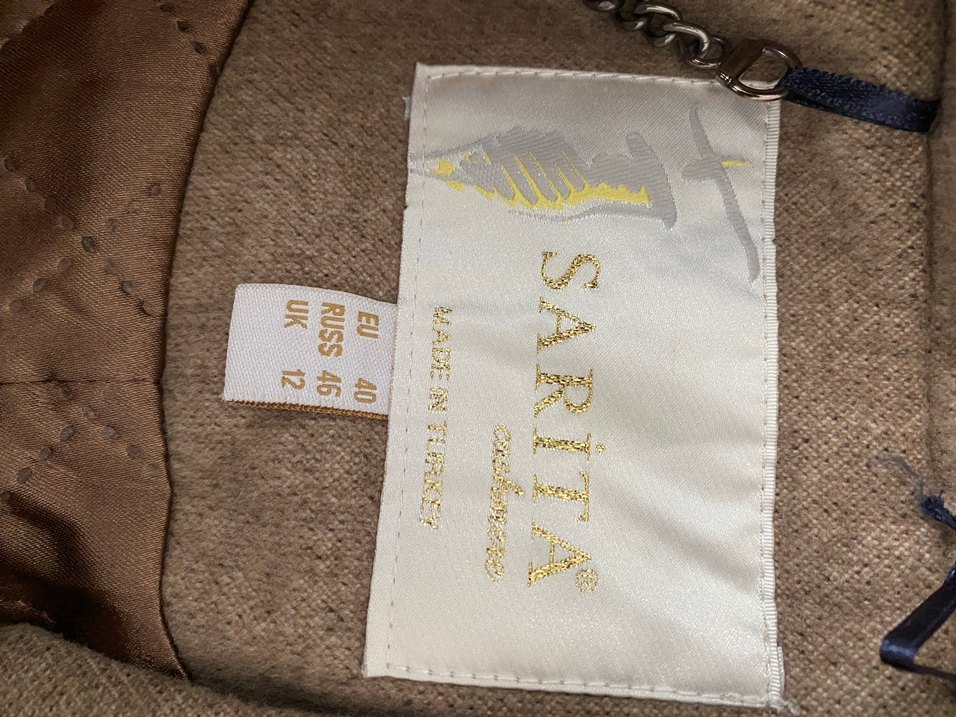 SARİTA®
cashmere
MADE IN TURKEY
EU 40
RUSS 46
UK 12